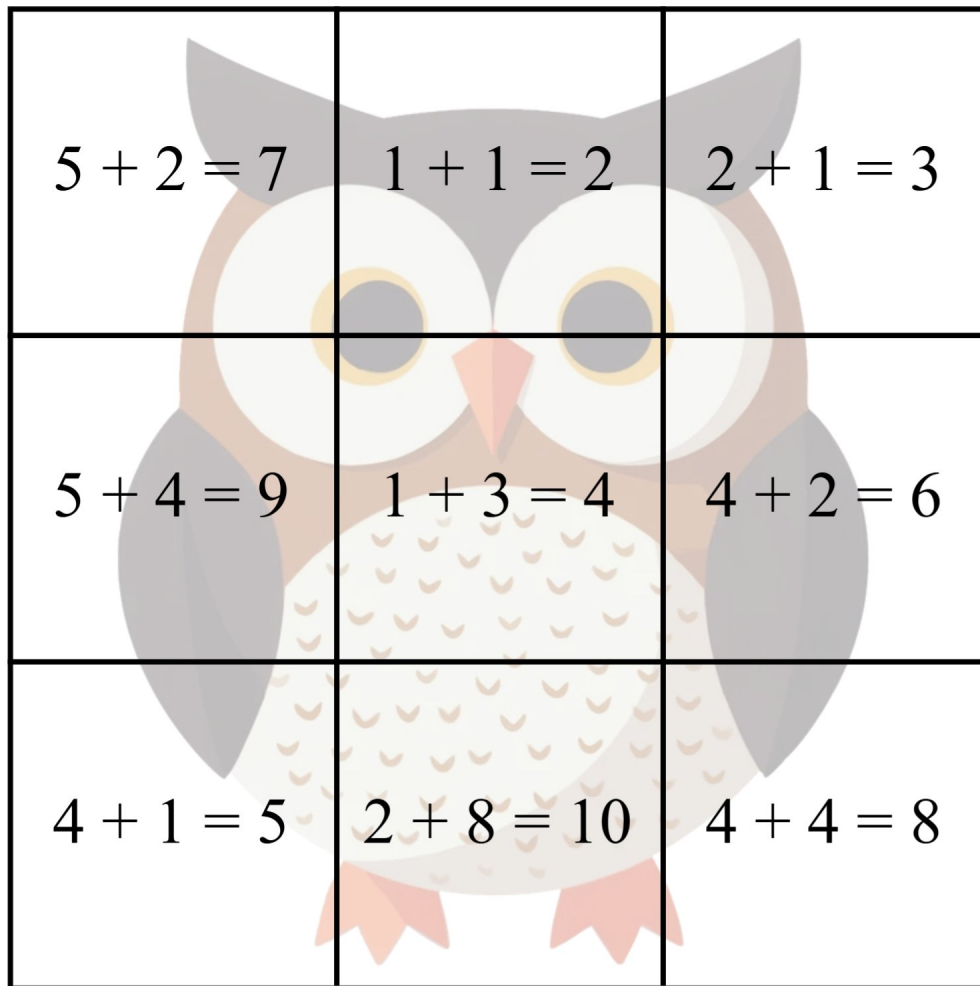 5 + 2 = 7
1 + 1 = 2
2 + 1 = 3
5 + 4 = 9
1 + 3 = 4
4 + 2 = 6
4 + 1 = 5
2 + 8 = 10
4 + 4 = 8